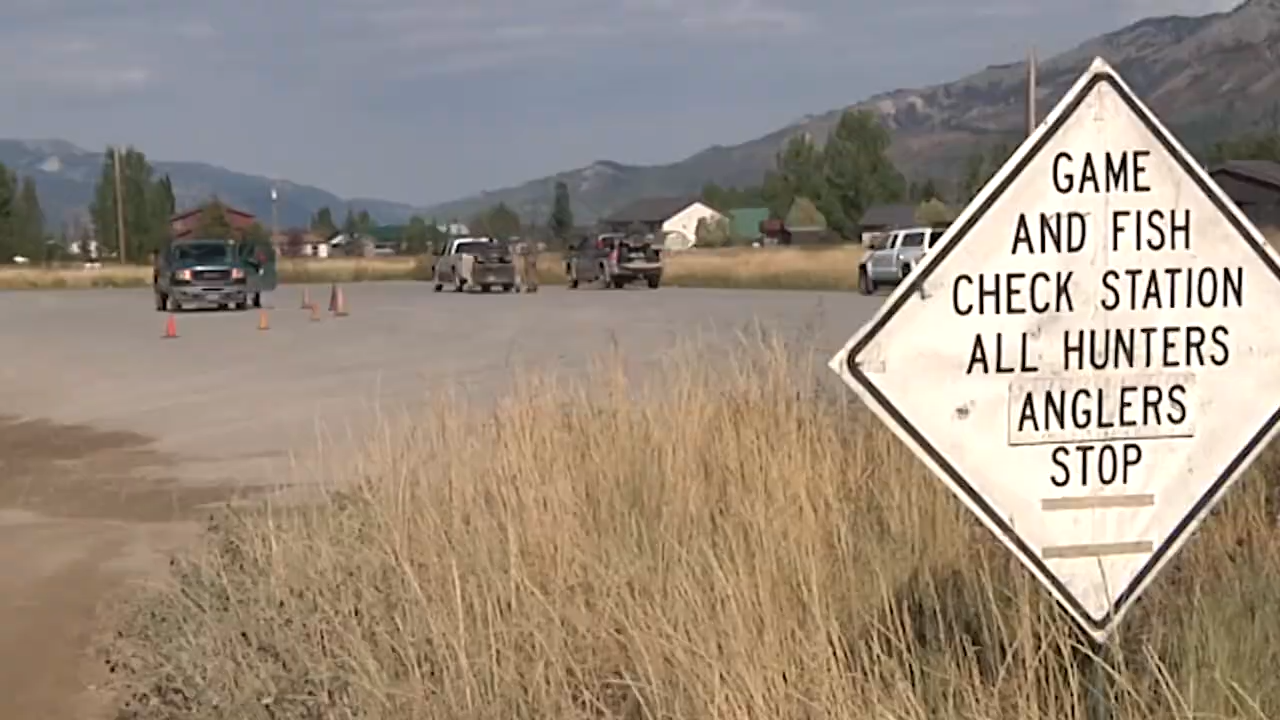 GAME
AND FISH
CHECK STATION
ALL HUNTERS
ANGLERS
STOP